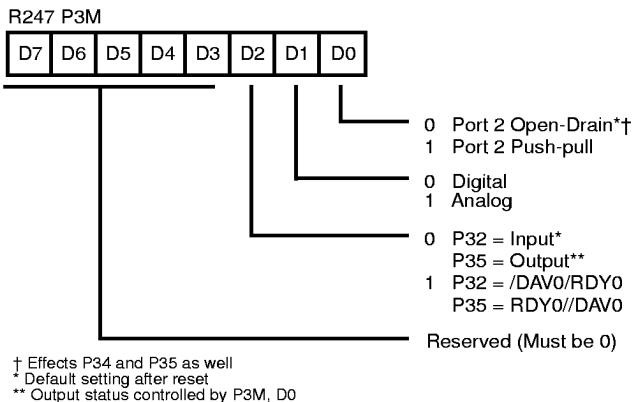 R247 P3M
D7 D6 D5 D4 D3 D2 D1 D0
0 Port 2 Open-Drain*†
1 Port 2 Push-pull
0 Digital
1 Analog
0 P32 = Input*
P35 = Output**
1 P32 = /DAV0/RDY0
P35 = RDY0//DAV0
Reserved (Must be 0)
† Effects P34 and P35 as well
* Default setting after reset
** Output status controlled by P3M, D0